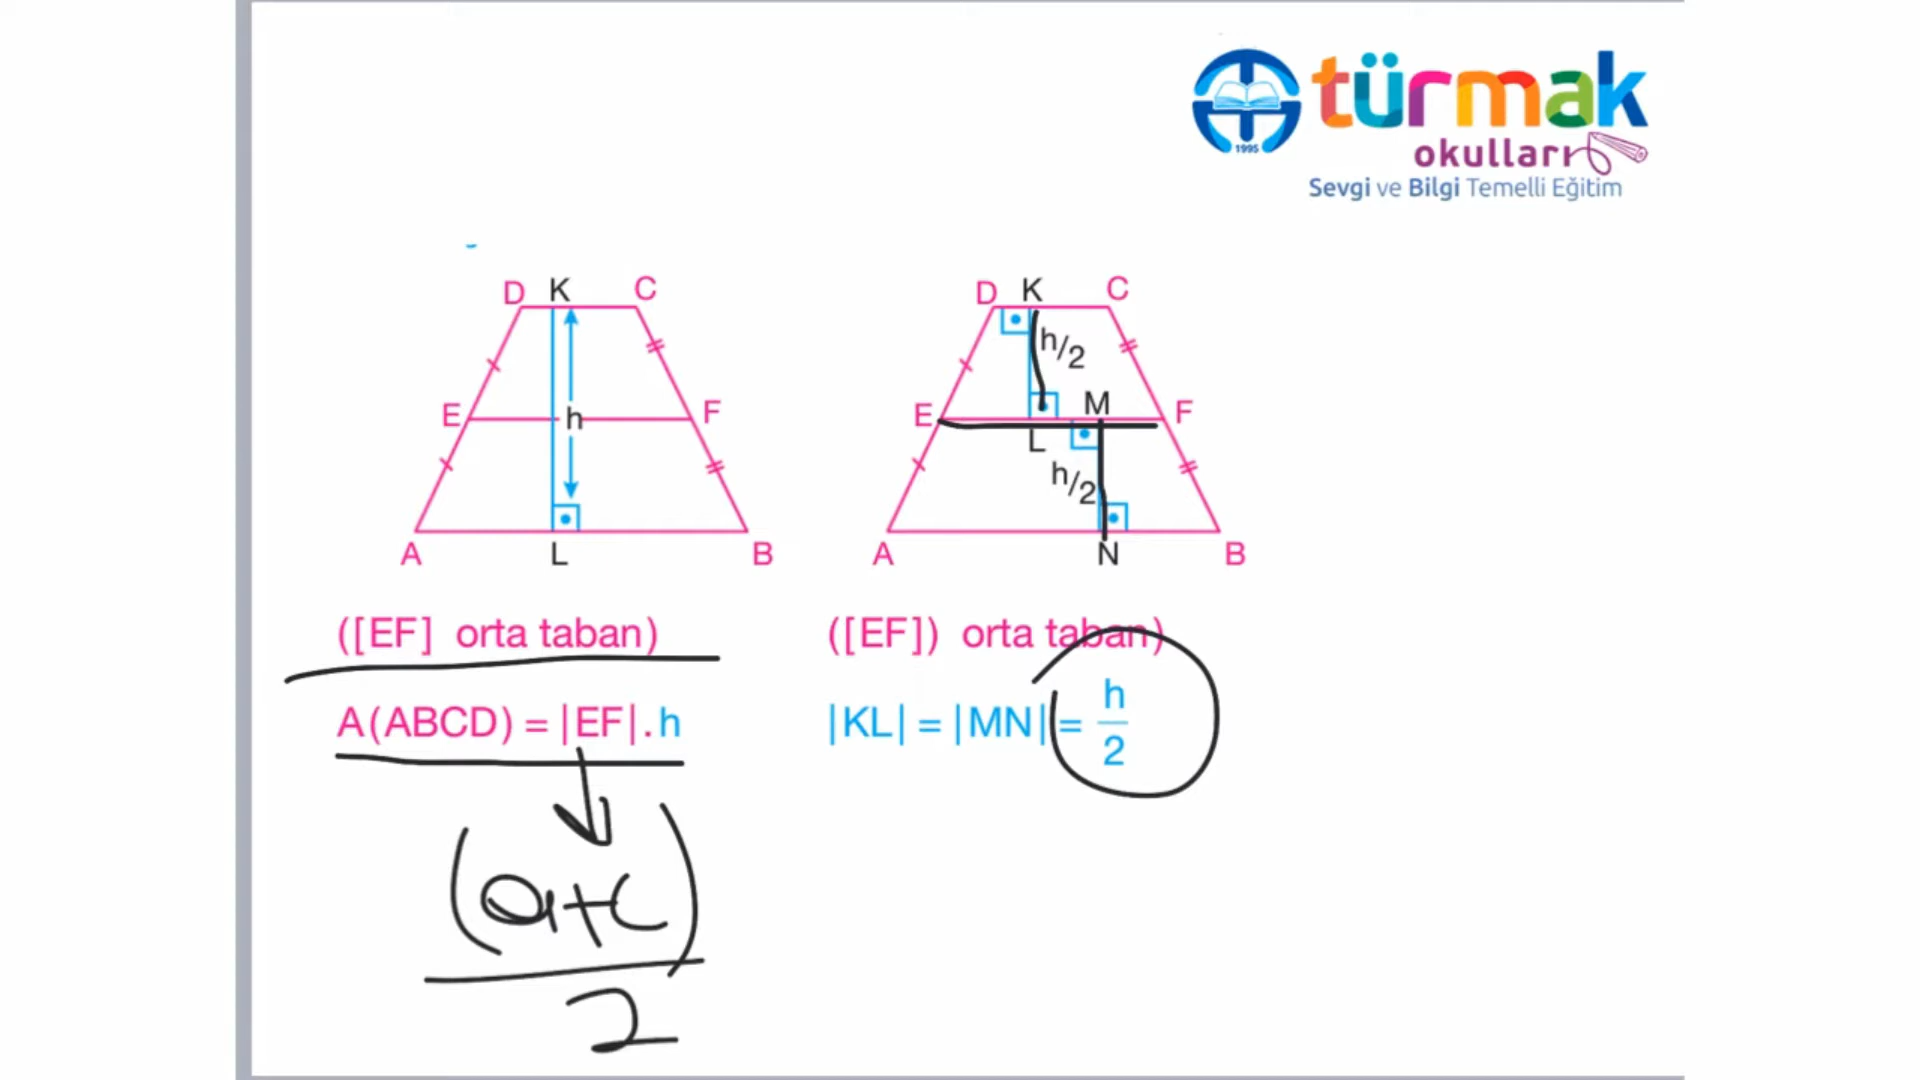 türmak
okulları
1995
Sevgi ve Bilgi Temelli Eğitim
D K C
E h F
A L B
([EF] orta taban)
A(ABCD) = |EF|.h
(a+c)
2
D K C
h/2
E M F
L
h/2
A N B
([EF]) orta taban)
|KL| = |MN| = h/2